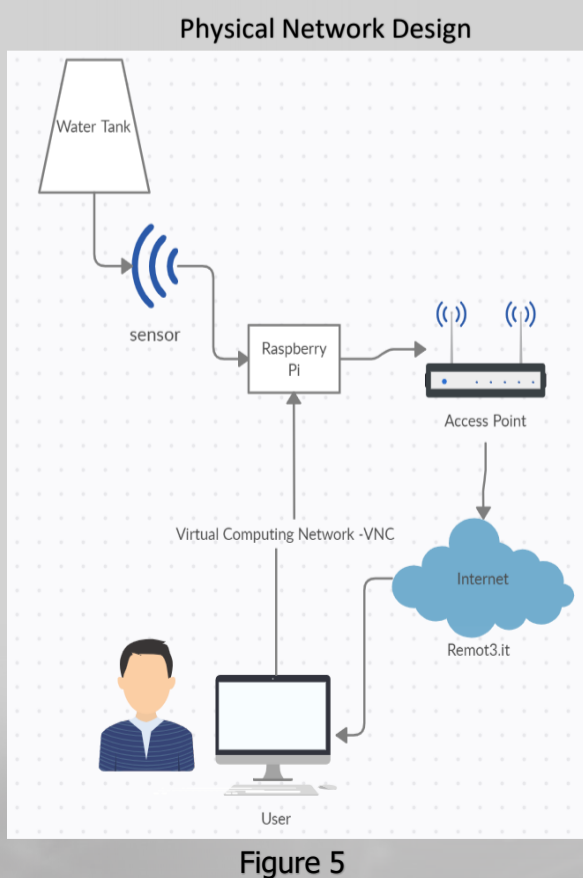 Physical Network Design
Water Tank
sensor
Raspberry
Pi
Access Point
Virtual Computing Network -VNC
Internet
Remot3.it
User
Figure 5